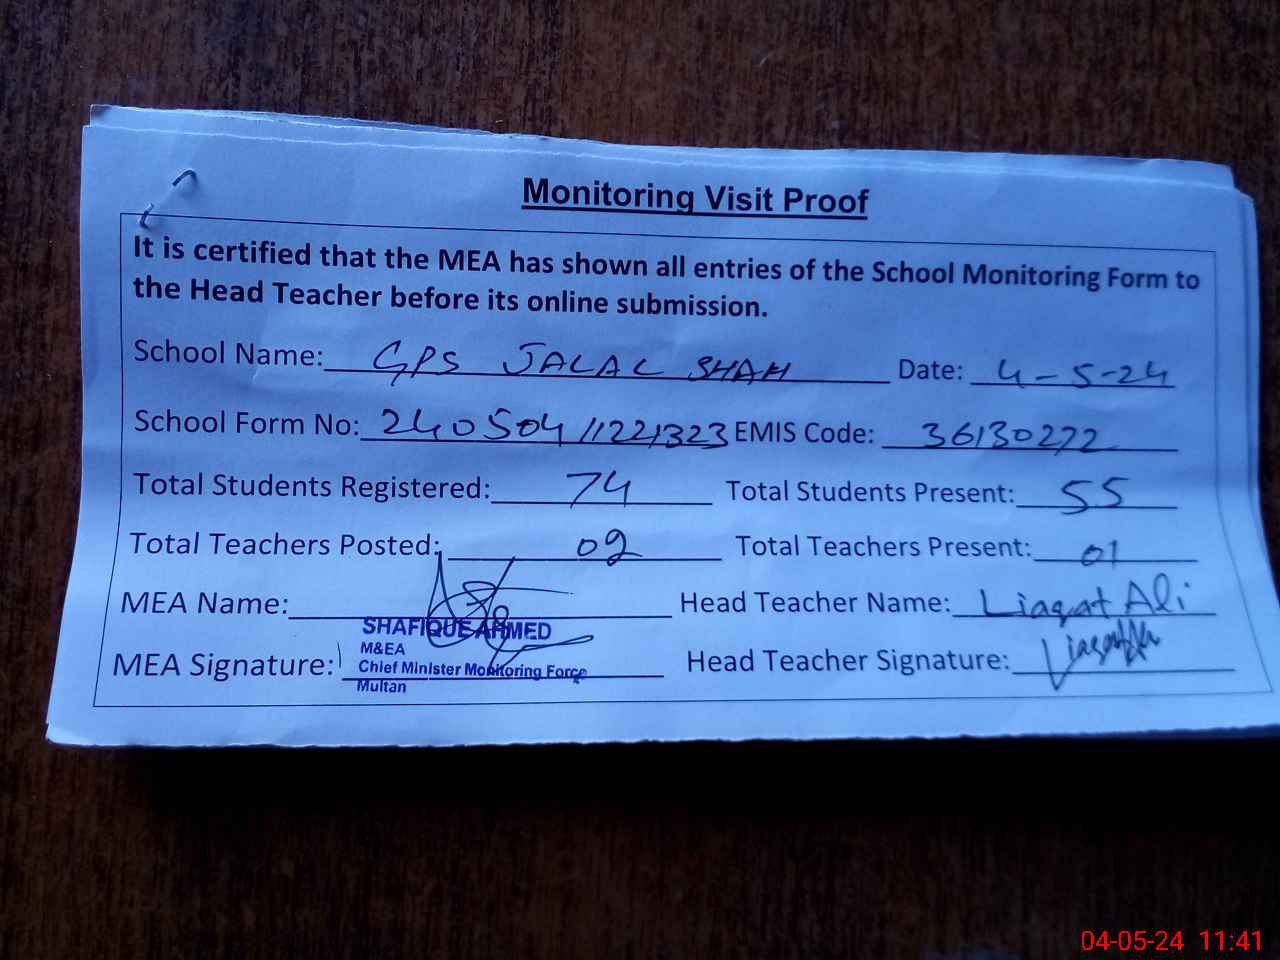 Monitoring Visit Proof
It is certified that the MEA has shown all entries of the School Monitoring Form to
the Head Teacher before its online submission.
School Name: GPS JALAL SHAH Date: 4-5-24
School Form No: 24050411221323 EMIS Code: 36130272
Total Students Registered: 74 Total Students Present: 55
Total Teachers Posted: 02 Total Teachers Present: 01
MEA Name: Head Teacher Name: Liaqat Ali
SHAFIQUE AHMED
M&EA
MEA Signature: Chief Minister Monitoring Force Head Teacher Signature:
Multan
04-05-24 11:41